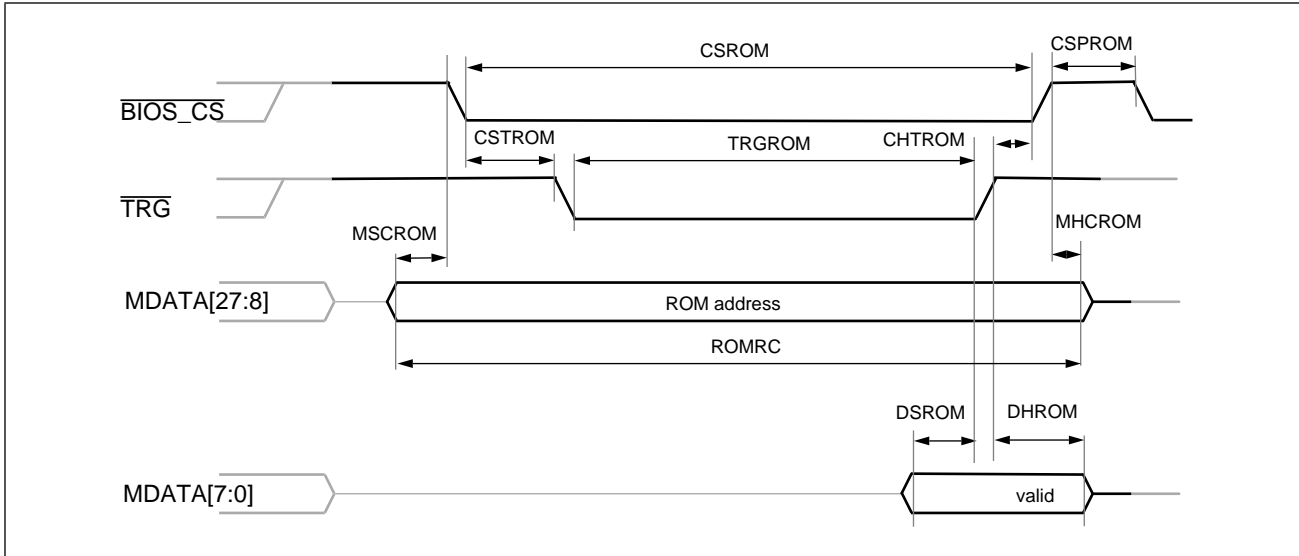 CSROM
CSPROM
BIOS_CS
CSTROM
TRGROM
CHTROM
TRG
MSCROM
MHCROM
MDATA[27:8]
ROM address
ROMRC
DSROM
DHROM
MDATA[7:0]
valid